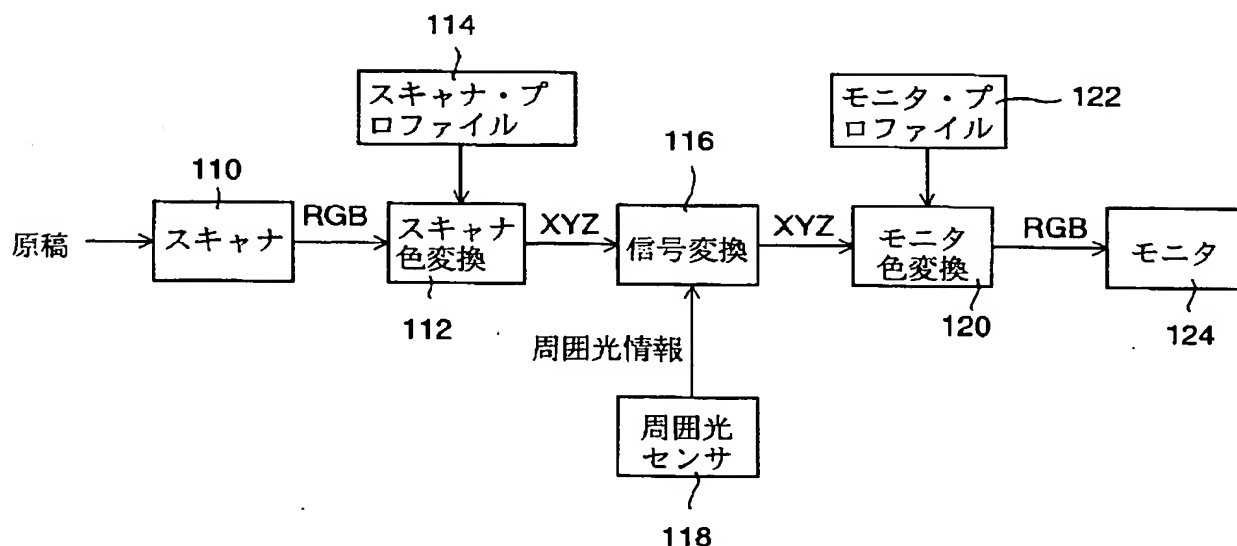 114
スキャナ・プ
ロファイル
モニタ・プ
ロファイル
122
110
116
原稿
スキャナ
RGB
スキャナ
色変換
XYZ
信号変換
XYZ
モニタ
色変換
RGB
モニタ
112
120
124
周囲光情報
周囲光
センサ
118